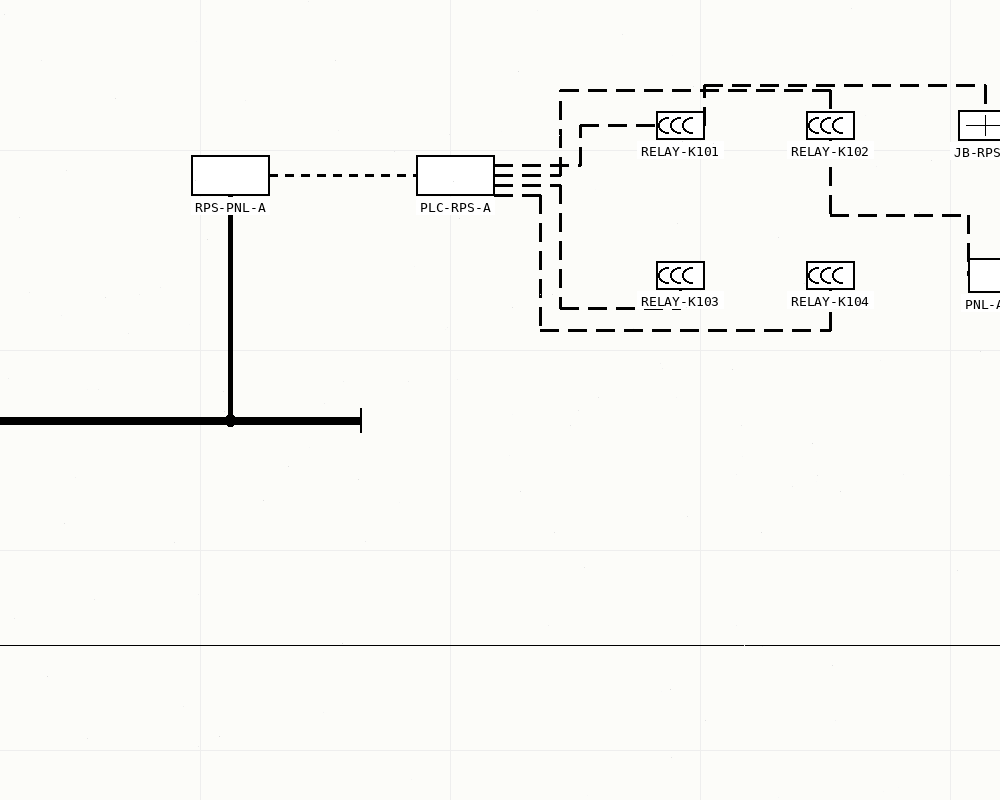 RELAY-K101
RELAY-K102
JB-RPS
RPS-PNL-A
PLC-RPS-A
RELAY-K103
RELAY-K104
PNL-A